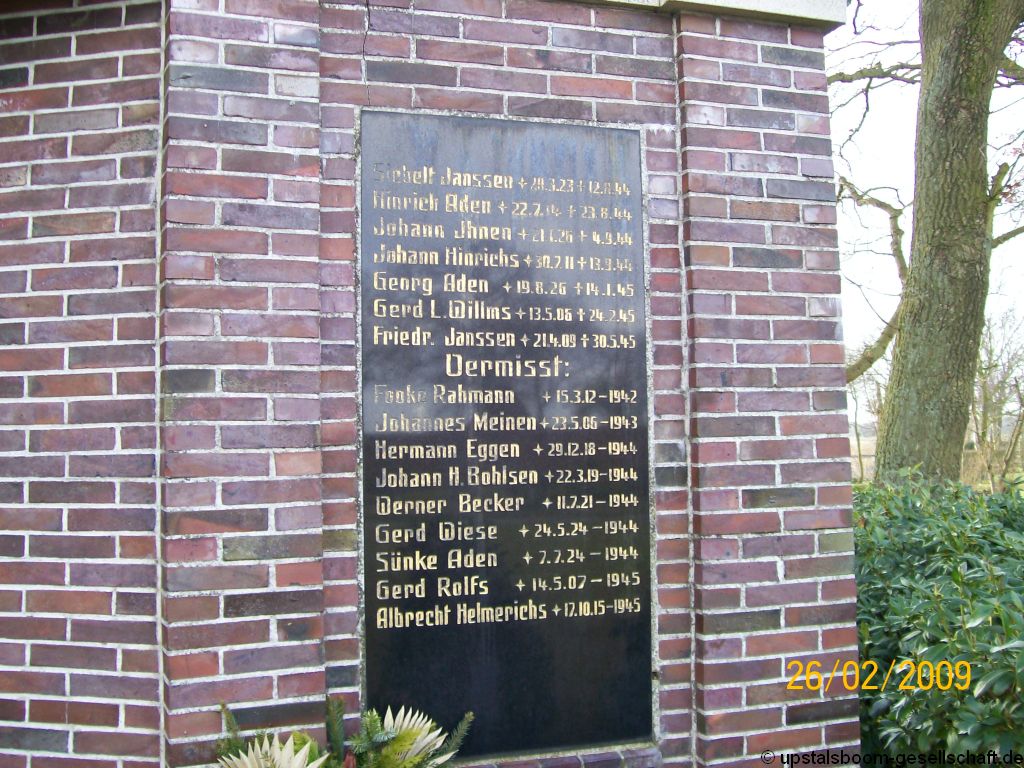 Siebelt Janssen + 28.3.23 + 12.8.44
Hinrich Aden + 22.2.14 + 23.8.44
Johann Ihnen + 21.1.26 + 4.9.44
Johann Hinrichs + 30.7.11 + 13.9.44
Georg Aden + 19.8.26 + 14.1.45
Gerd L. Willms + 13.5.06 + 24.2.45
Friedr. Janssen + 21.4.09 + 30.5.45
Vermisst:
Fooke Rahmann + 15.3.12 – 1942
Johannes Meinen + 23.5.06 – 1943
Hermann Eggen + 29.12.18 – 1944
Johann H. Bohlsen + 22.3.19 – 1944
Werner Becker + 11.7.21 – 1944
Gerd Wiese + 24.5.24 – 1944
Sünke Aden + 7.7.24 – 1944
Gerd Rolfs + 14.5.07 – 1945
Albrecht Helmerichs + 17.10.15 – 1945
26/02/2009
© upstalsboom-gesellschaft.org